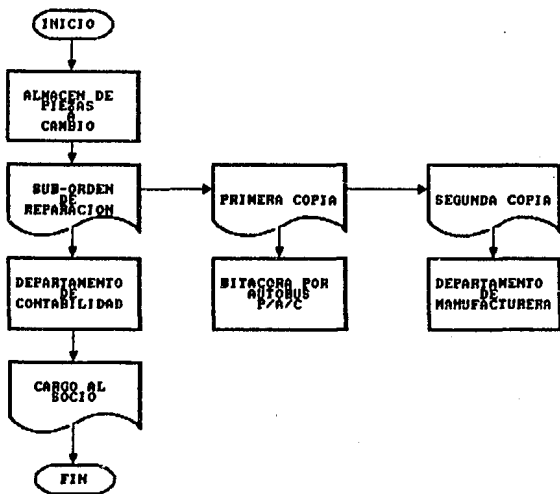 INICIO
ALMACEN DE
PIEZAS
A
CAMBIO
SUB-ORDEN
DE
REPARACION
PRIMERA COPIA
SEGUNDA COPIA
DEPARTAMENTO
DE
CONTABILIDAD
BITACORA POR
AUTOBUS
P/A/C
DEPARTAMENTO
DE
MANUFACTURERA
CARGO AL
SOCIO
FIN